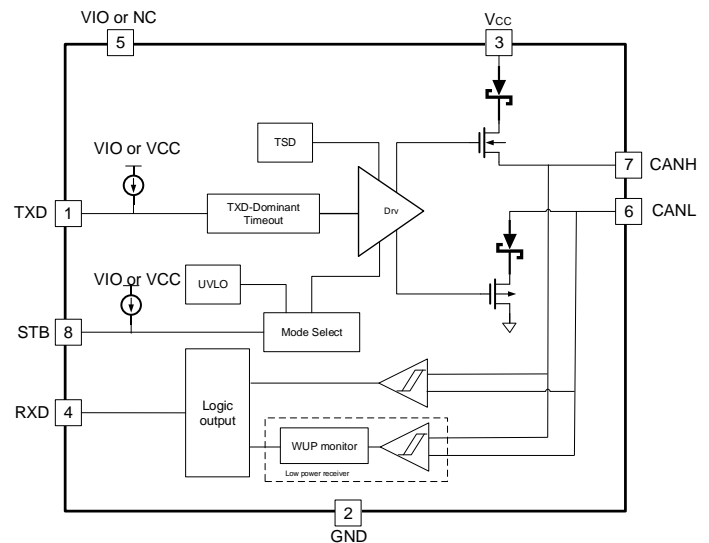 VIO or NC
VCC
5
3
TSD
VIO or VCC
7
CANH
TXD
1
TXD-Dominant
Timeout
Drv
6
CANL
VIO or VCC
UVLO
STB
8
Mode Select
RXD
4
Logic
output
WUP monitor
Low power receiver
2
GND